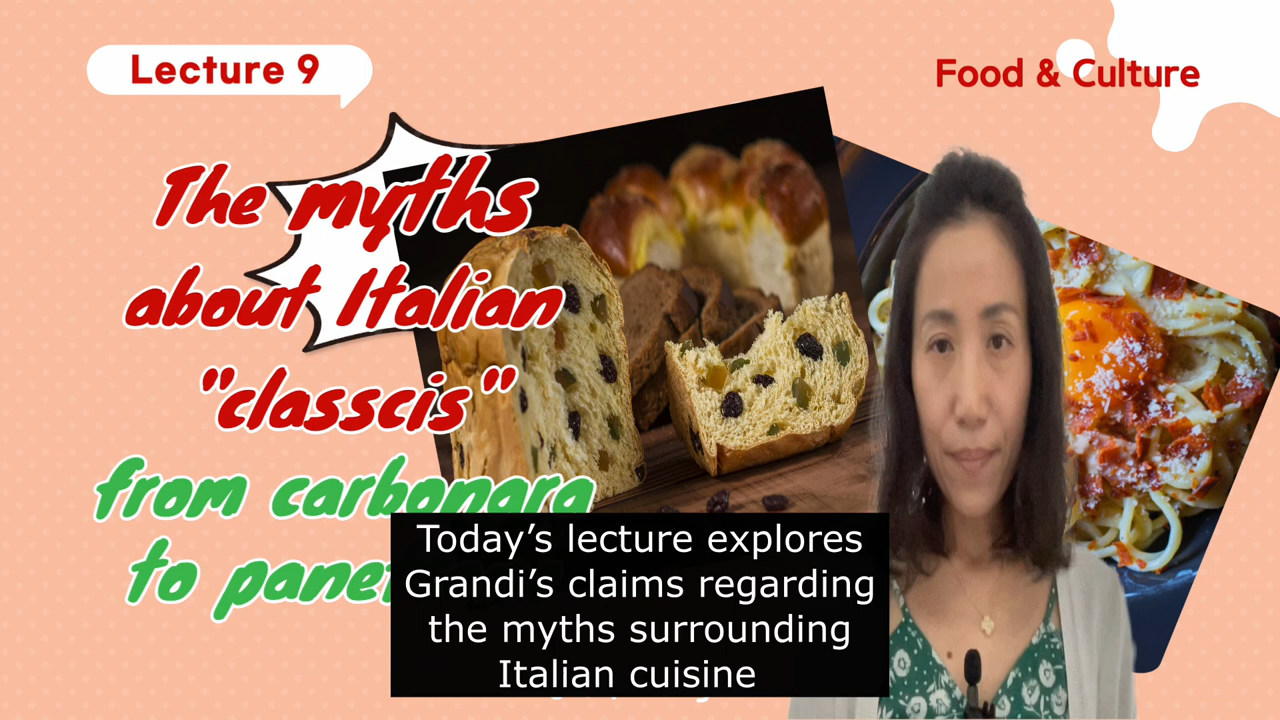 Lecture 9
Food & Culture
The myths
about Italian
"classcis"
from carbonara
to
Today’s lecture explores
Grandi’s claims regarding
the myths surrounding
Italian cuisine